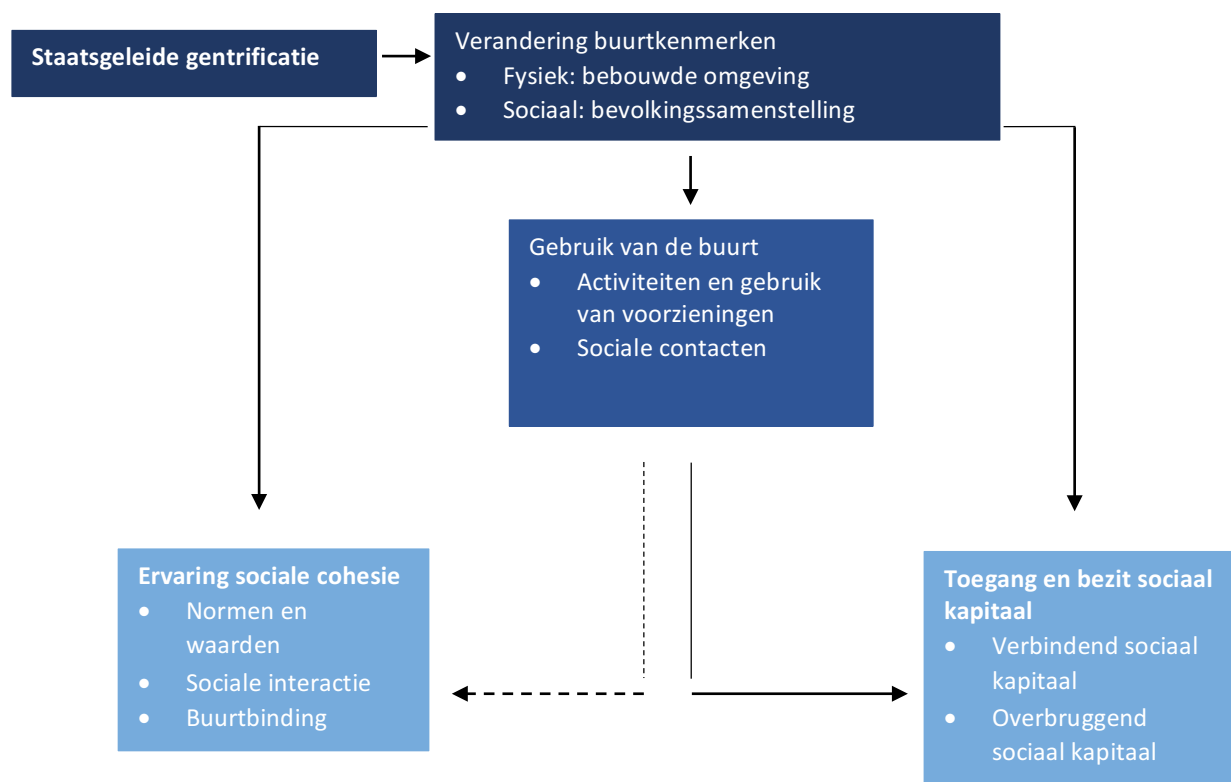 Staatsgeleide gentrificatie
Verandering buurtkenmerken
• Fysiek: bebouwde omgeving
• Sociaal: bevolkingssamenstelling
Gebruik van de buurt
• Activiteiten en gebruik
van voorzieningen
• Sociale contacten
Ervaring sociale cohesie
• Normen en
waarden
• Sociale interactie
• Buurtbinding
Toegang en bezit sociaal
kapitaal
• Verbindend sociaal
kapitaal
• Overbruggend
sociaal kapitaal